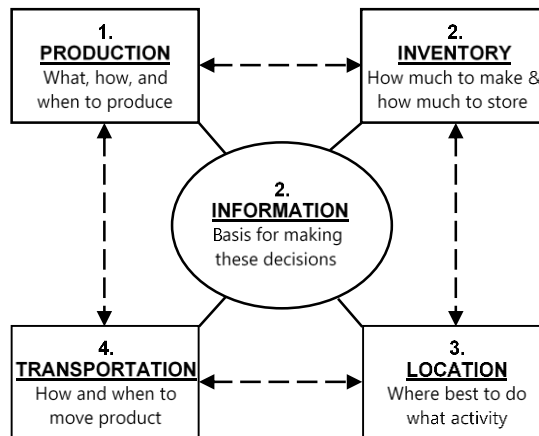 1.
PRODUCTION
What, how, and
when to produce
2.
INVENTORY
How much to make &
how much to store
2.
INFORMATION
Basis for making
these decisions
4.
TRANSPORTATION
How and when to
move product
3.
LOCATION
Where best to do
what activity